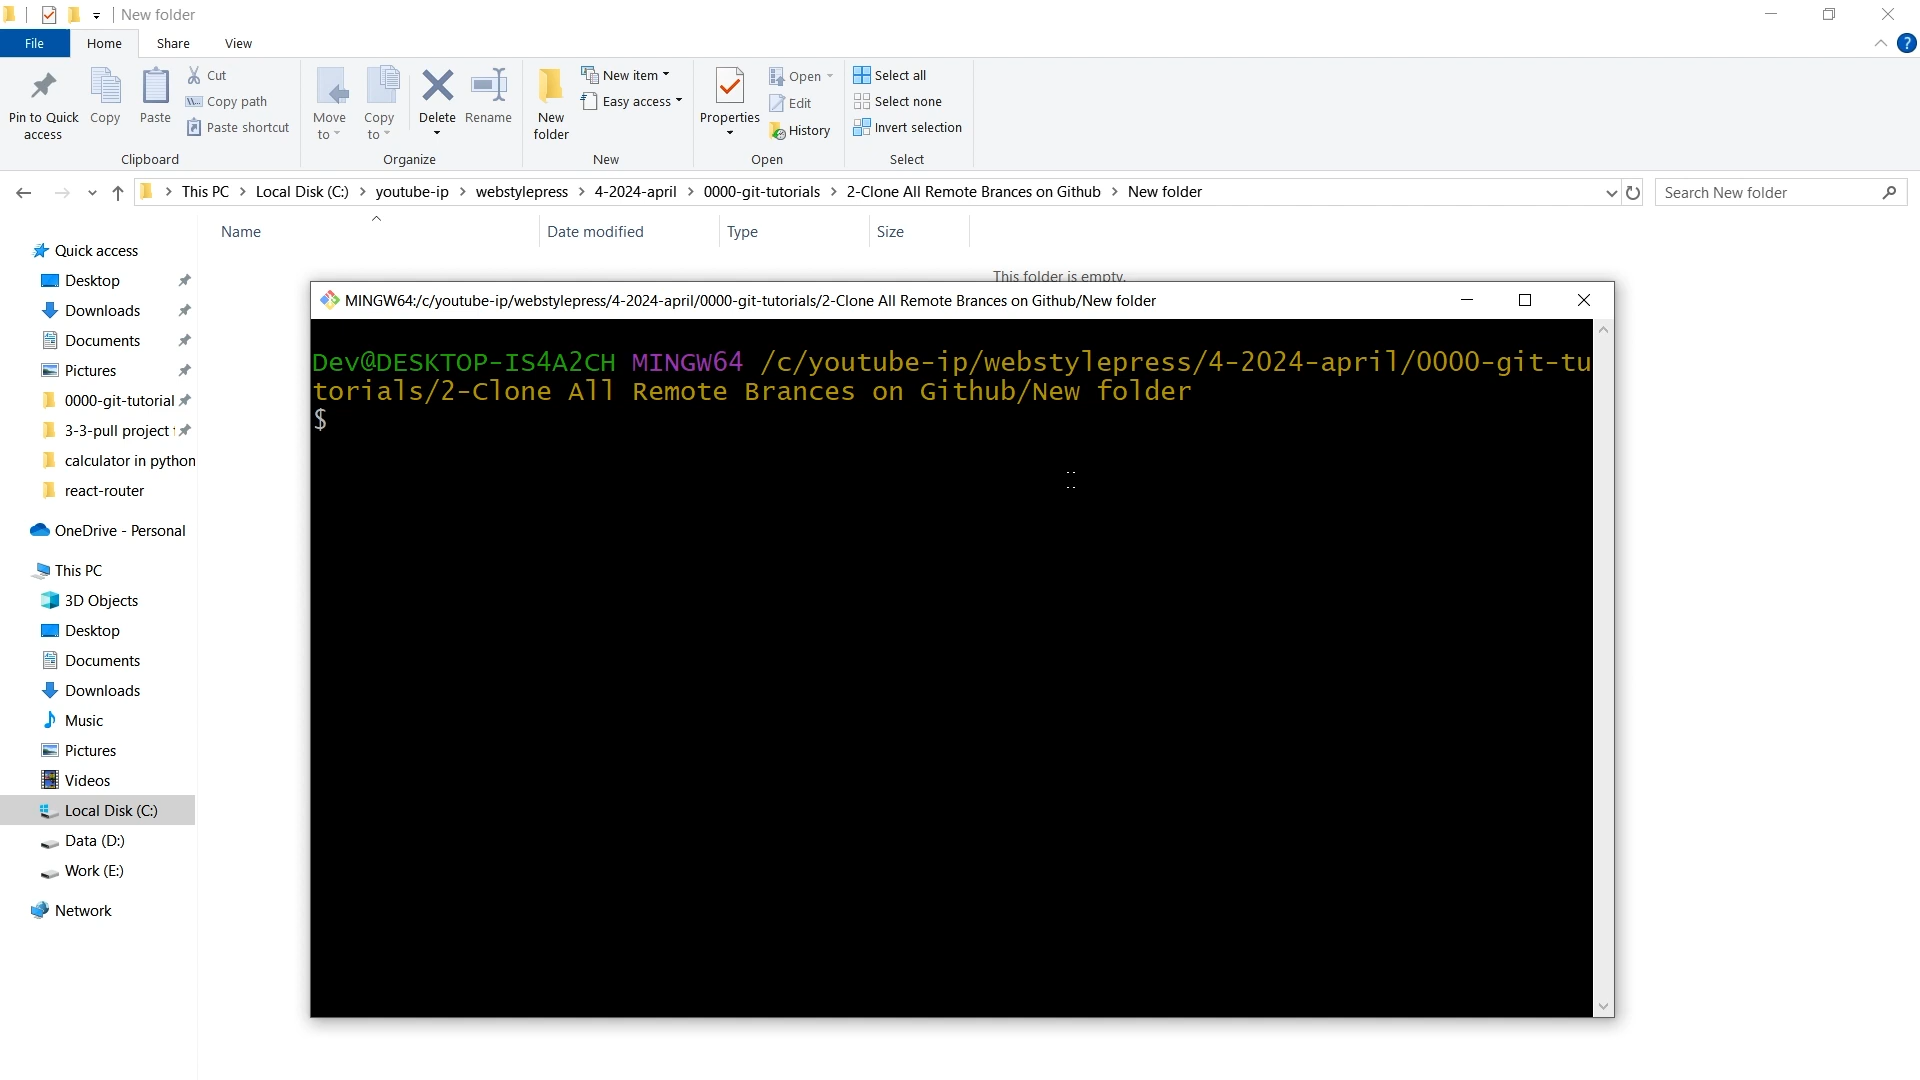 New folder
File Home Share View
Pin to Quick access
Copy
Paste
Cut
Copy path
Paste shortcut
Clipboard
Move to
Copy to
Delete
Rename
Organize
New folder
New item
Easy access
New
Properties
Open
Edit
History
Open
Select all
Select none
Invert selection
Select
This PC Local Disk (C:) youtube-ip webstylepress 4-2024-april 0000-git-tutorials 2-Clone All Remote Brances on Github New folder
Search New folder
Name Date modified Type Size
This folder is empty.
Quick access
Desktop
Downloads
Documents
Pictures
0000-git-tutorial
3-3-pull project
calculator in python
react-router
OneDrive - Personal
This PC
3D Objects
Desktop
Documents
Downloads
Music
Pictures
Videos
Local Disk (C:)
Data (D:)
Work (E:)
Network
MINGW64:/c/youtube-ip/webstylepress/4-2024-april/0000-git-tutorials/2-Clone All Remote Brances on Github/New folder
Dev@DESKTOP-IS4A2CH MINGW64 /c/youtube-ip/webstylepress/4-2024-april/0000-git-tu
torials/2-Clone All Remote Brances on Github/New folder
$